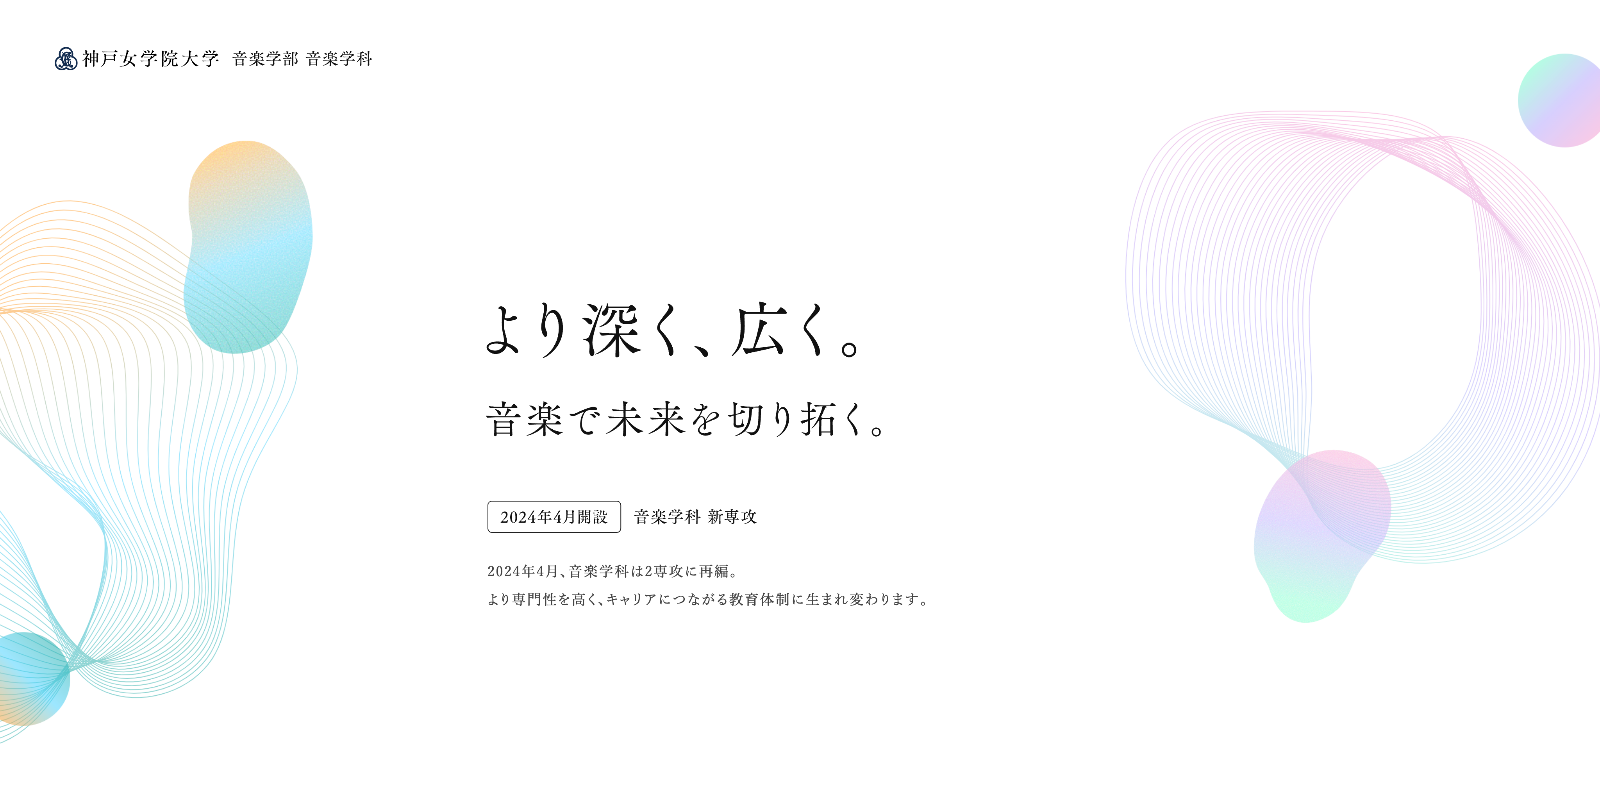 神戸女学院大学 音楽学部 音楽学科
より深く、広く。
音楽で未来を切り拓く。
2024年4月開設 音楽学科 新専攻
2024年4月、音楽学科は2専攻に再編。
より専門性を高く、キャリアにつながる教育体制に生まれ変わります。